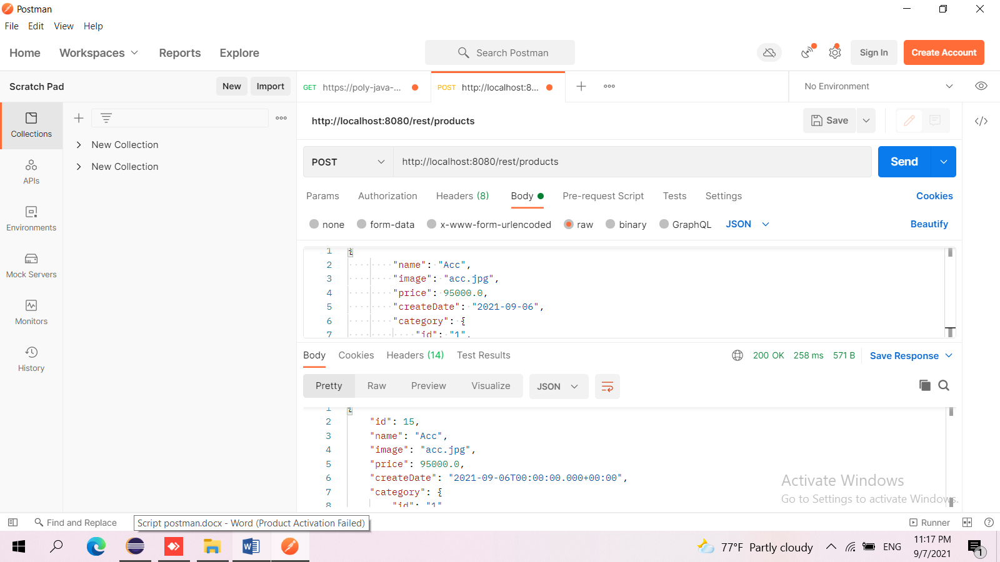 Postman
File Edit View Help
Home Workspaces Reports Explore Search Postman Sign In Create Account
Scratch Pad New Import GET https://poly-java-... POST http://localhost:8... No Environment
Collections
APIs
Environments
Mock Servers
Monitors
History
New Collection
New Collection
http://localhost:8080/rest/products Save
POST http://localhost:8080/rest/products Send
Params Authorization Headers (8) Body Pre-request Script Tests Settings Cookies
none form-data x-www-form-urlencoded raw binary GraphQL JSON Beautify
1 {
2 "name": "Acc",
3 "image": "acc.jpg",
4 "price": 95000.0,
5 "createDate": "2021-09-06",
6 "category": {
7 "id": "1",
Body Cookies Headers (14) Test Results 200 OK 258 ms 571 B Save Response
Pretty Raw Preview Visualize JSON
1 {
2 "id": 15,
3 "name": "Acc",
4 "image": "acc.jpg",
5 "price": 95000.0,
6 "createDate": "2021-09-06T00:00:00.000+00:00",
7 "category": {
8 "id": "1"
Activate Windows
Go to Settings to activate Windows.
Find and Replace Script postman.docx - Word (Product Activation Failed) Runner
77°F Partly cloudy ENG
11:17 PM
9/7/2021
1